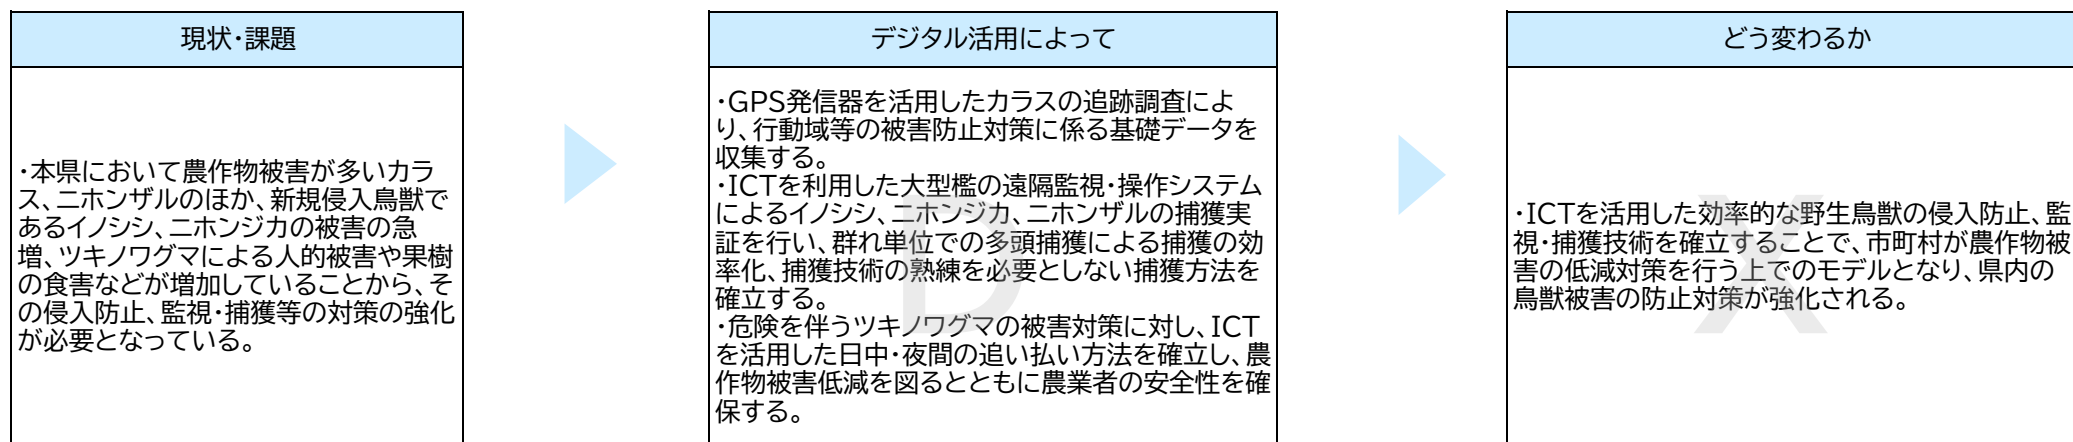 現状・課題
・本県において農作物被害が多いカラ
ス、ニホンザルのほか、新規侵入鳥獣で
あるイノシシ、ニホンジカの被害の急
増、ツキノワグマによる人的被害や果樹
の食害などが増加していることから、そ
の侵入防止、監視・捕獲等の対策の強化
が必要となっている。
デジタル活用によって
・GPS発信器を活用したカラスの追跡調査によ
り、行動域等の被害防止対策に係る基礎データを
収集する。
・ICTを利用した大型檻の遠隔監視・操作システム
によるイノシシ、ニホンジカ、ニホンザルの捕獲実
証を行い、群れ単位での多頭捕獲による捕獲の効
率化、捕獲技術の熟練を必要としない捕獲方法を
確立する。
・危険を伴うツキノワグマの被害対策に対し、ICT
を活用した日中・夜間の追い払い方法を確立し、農
作物被害低減を図るとともに農業者の安全性を確
保する。
D
どう変わるか
・ICTを活用した効率的な野生鳥獣の侵入防止、監
視・捕獲技術を確立することで、市町村が農作物被
害の低減対策を行う上でのモデルとなり、県内の
鳥獣被害の防止対策が強化される。
X